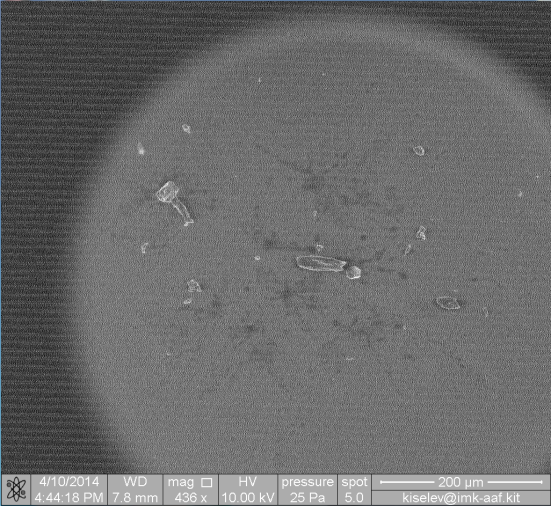 4/10/2014 WD mag HV pressure spot 200 µm
4:44:18 PM 7.8 mm 436 x 10.00 kV 25 Pa 5.0 kiselev@imk-aaf.kit